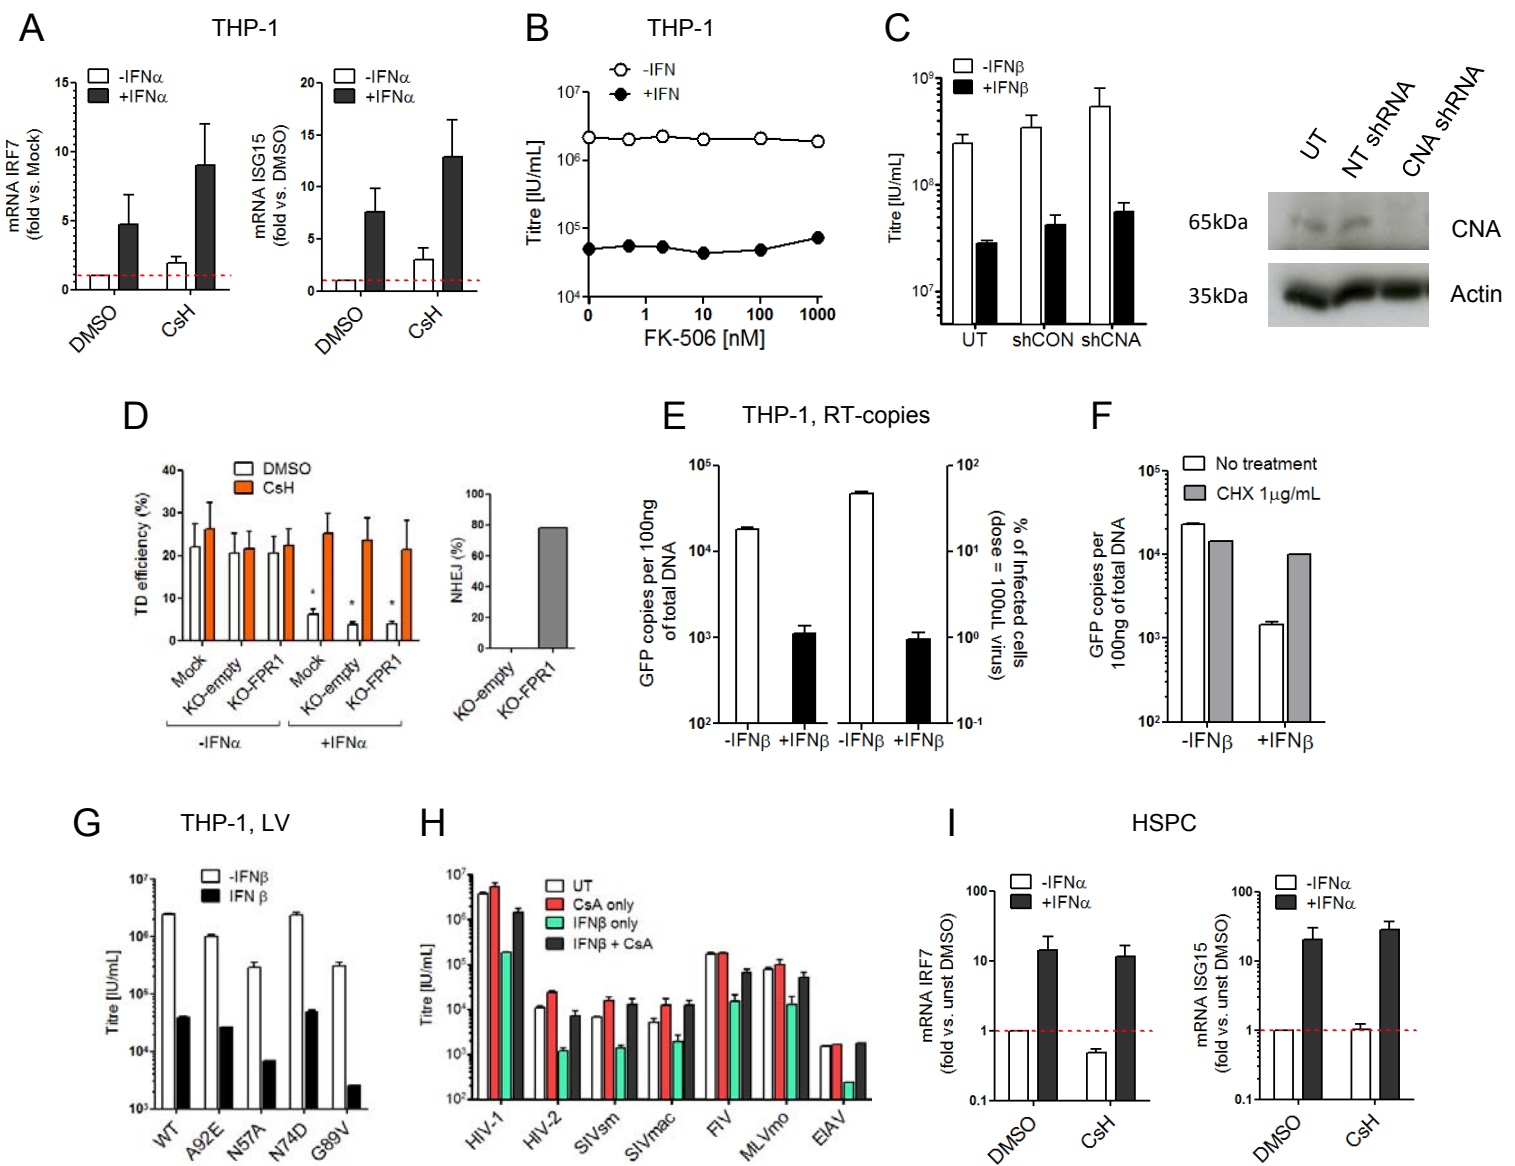 A
THP-1
mRNA IRF7
(fold vs. Mock)
15
10
5
0
-IFNα
+IFNα
DMSO
CsH
mRNA ISG15
(fold vs. DMSO)
20
15
10
5
0
-IFNα
+IFNα
DMSO
CsH
B
THP-1
-IFN
+IFN
Titre [IU/mL]
10⁷
10⁶
10⁵
10⁴
0 1 10 100 1000
FK-506 [nM]
C
-IFNβ
+IFNβ
Titre [IU/mL]
10⁹
10⁸
10⁷
UT shCON shCNA
UT
NT shRNA
CNA shRNA
65kDa
CNA
35kDa
Actin
D
DMSO
CsH
TD efficiency (%)
40
30
20
10
0
* * *
Mock
KO-empty
KO-FPR1
Mock
KO-empty
KO-FPR1
-IFNα +IFNα
NHEJ (%)
100
80
60
40
20
0
KO-empty
KO-FPR1
E
THP-1, RT-copies
GFP copies per 100ng
of total DNA
10⁵
10⁴
10³
10²
-IFNβ +IFNβ -IFNβ +IFNβ
10²
10¹
10⁰
10⁻¹
% of Infected cells
(dose = 100uL virus)
F
No treatment
CHX 1μg/mL
GFP copies per
100ng of total DNA
10⁵
10⁴
10³
10²
-IFNβ +IFNβ
G
THP-1, LV
-IFNβ
IFN β
Titre [IU/mL]
10⁷
10⁶
10⁵
10⁴
10³
WT
A92E
N57A
N74D
G89V
H
UT
CsA only
IFNβ only
IFNβ + CsA
Titre [IU/mL]
10⁷
10⁶
10⁵
10⁴
10³
10²
HIV-1
HIV-2
SIVsm
SIVmac
FIV
MLVmo
EIAV
I
HSPC
-IFNα
+IFNα
mRNA IRF7
(fold vs. unst DMSO)
100
10
1
0.1
DMSO
CsH
-IFNα
+IFNα
mRNA ISG15
(fold vs. unst DMSO)
100
10
1
0.1
DMSO
CsH